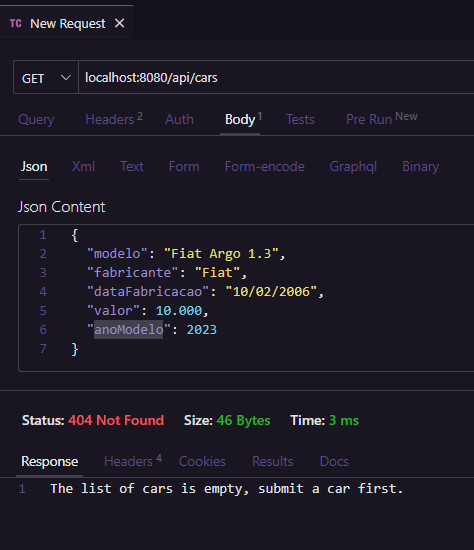 TC New Request ×
GET localhost:8080/api/cars
Query Headers 2 Auth Body 1 Tests Pre Run New
Json Xml Text Form Form-encode Graphql Binary
Json Content
1 {
2 "modelo": "Fiat Argo 1.3",
3 "fabricante": "Fiat",
4 "dataFabricacao": "10/02/2006",
5 "valor": 10.000,
6 "anoModelo": 2023
7 }
Status: 404 Not Found Size: 46 Bytes Time: 3 ms
Response Headers 4 Cookies Results Docs
1 The list of cars is empty, submit a car first.